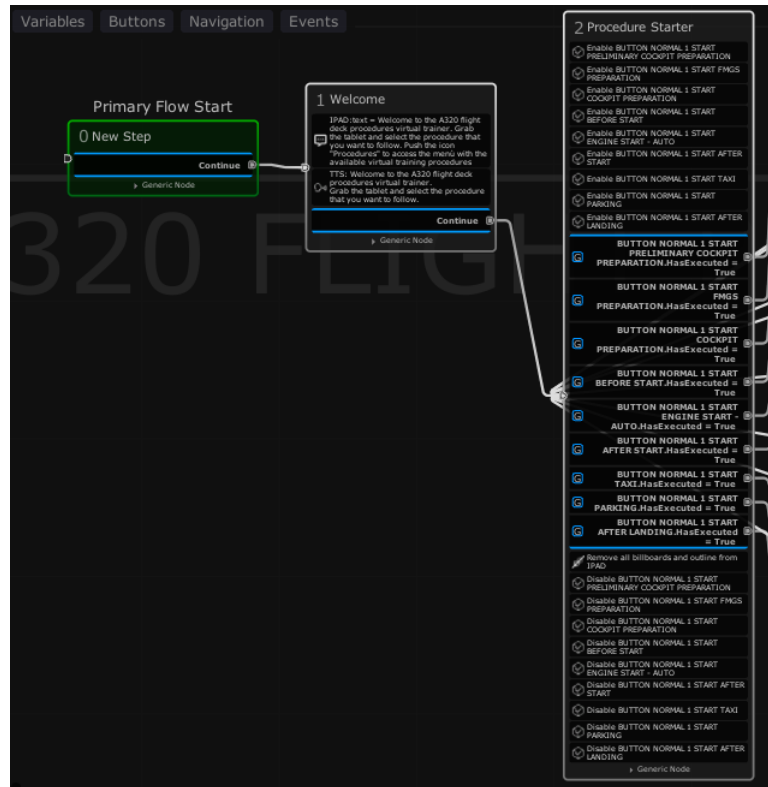 Variables Buttons Navigation Events
320 FLIGH
Primary Flow Start
0 New Step
Continue
Generic Node
1 Welcome
IPAD:text = Welcome to the A320 flight
deck procedures virtual trainer. Grab
the tablet and select the procedure that
you want to follow. Push the icon
"Procedures" to access the menù with the
available virtual training procedures
TTS: Welcome to the A320 flight deck
procedures virtual trainer.
Grab the tablet and select the procedure
that you want to follow.
Continue
Generic Node
2 Procedure Starter
Enable BUTTON NORMAL 1 START
PRELIMINARY COCKPIT PREPARATION
Enable BUTTON NORMAL 1 START FMGS
PREPARATION
Enable BUTTON NORMAL 1 START
COCKPIT PREPARATION
Enable BUTTON NORMAL 1 START
BEFORE START
Enable BUTTON NORMAL 1 START
ENGINE START - AUTO
Enable BUTTON NORMAL 1 START AFTER
START
Enable BUTTON NORMAL 1 START TAXI
Enable BUTTON NORMAL 1 START
PARKING
Enable BUTTON NORMAL 1 START AFTER
LANDING
G
BUTTON NORMAL 1 START
PRELIMINARY COCKPIT
PREPARATION.HasExecuted =
True
G
BUTTON NORMAL 1 START
FMGS
PREPARATION.HasExecuted =
True
G
BUTTON NORMAL 1 START
COCKPIT
PREPARATION.HasExecuted =
True
G
BUTTON NORMAL 1 START
BEFORE START.HasExecuted =
True
G
BUTTON NORMAL 1 START
ENGINE START -
AUTO.HasExecuted = True
G
BUTTON NORMAL 1 START
AFTER START.HasExecuted =
True
G
BUTTON NORMAL 1 START
TAXI.HasExecuted = True
G
BUTTON NORMAL 1 START
PARKING.HasExecuted = True
G
BUTTON NORMAL 1 START
AFTER LANDING.HasExecuted
= True
Remove all billboards and outline from
IPAD
Disable BUTTON NORMAL 1 START
PRELIMINARY COCKPIT PREPARATION
Disable BUTTON NORMAL 1 START FMGS
PREPARATION
Disable BUTTON NORMAL 1 START
COCKPIT PREPARATION
Disable BUTTON NORMAL 1 START
BEFORE START
Disable BUTTON NORMAL 1 START
ENGINE START - AUTO
Disable BUTTON NORMAL 1 START AFTER
START
Disable BUTTON NORMAL 1 START TAXI
Disable BUTTON NORMAL 1 START
PARKING
Disable BUTTON NORMAL 1 START AFTER
LANDING
Generic Node